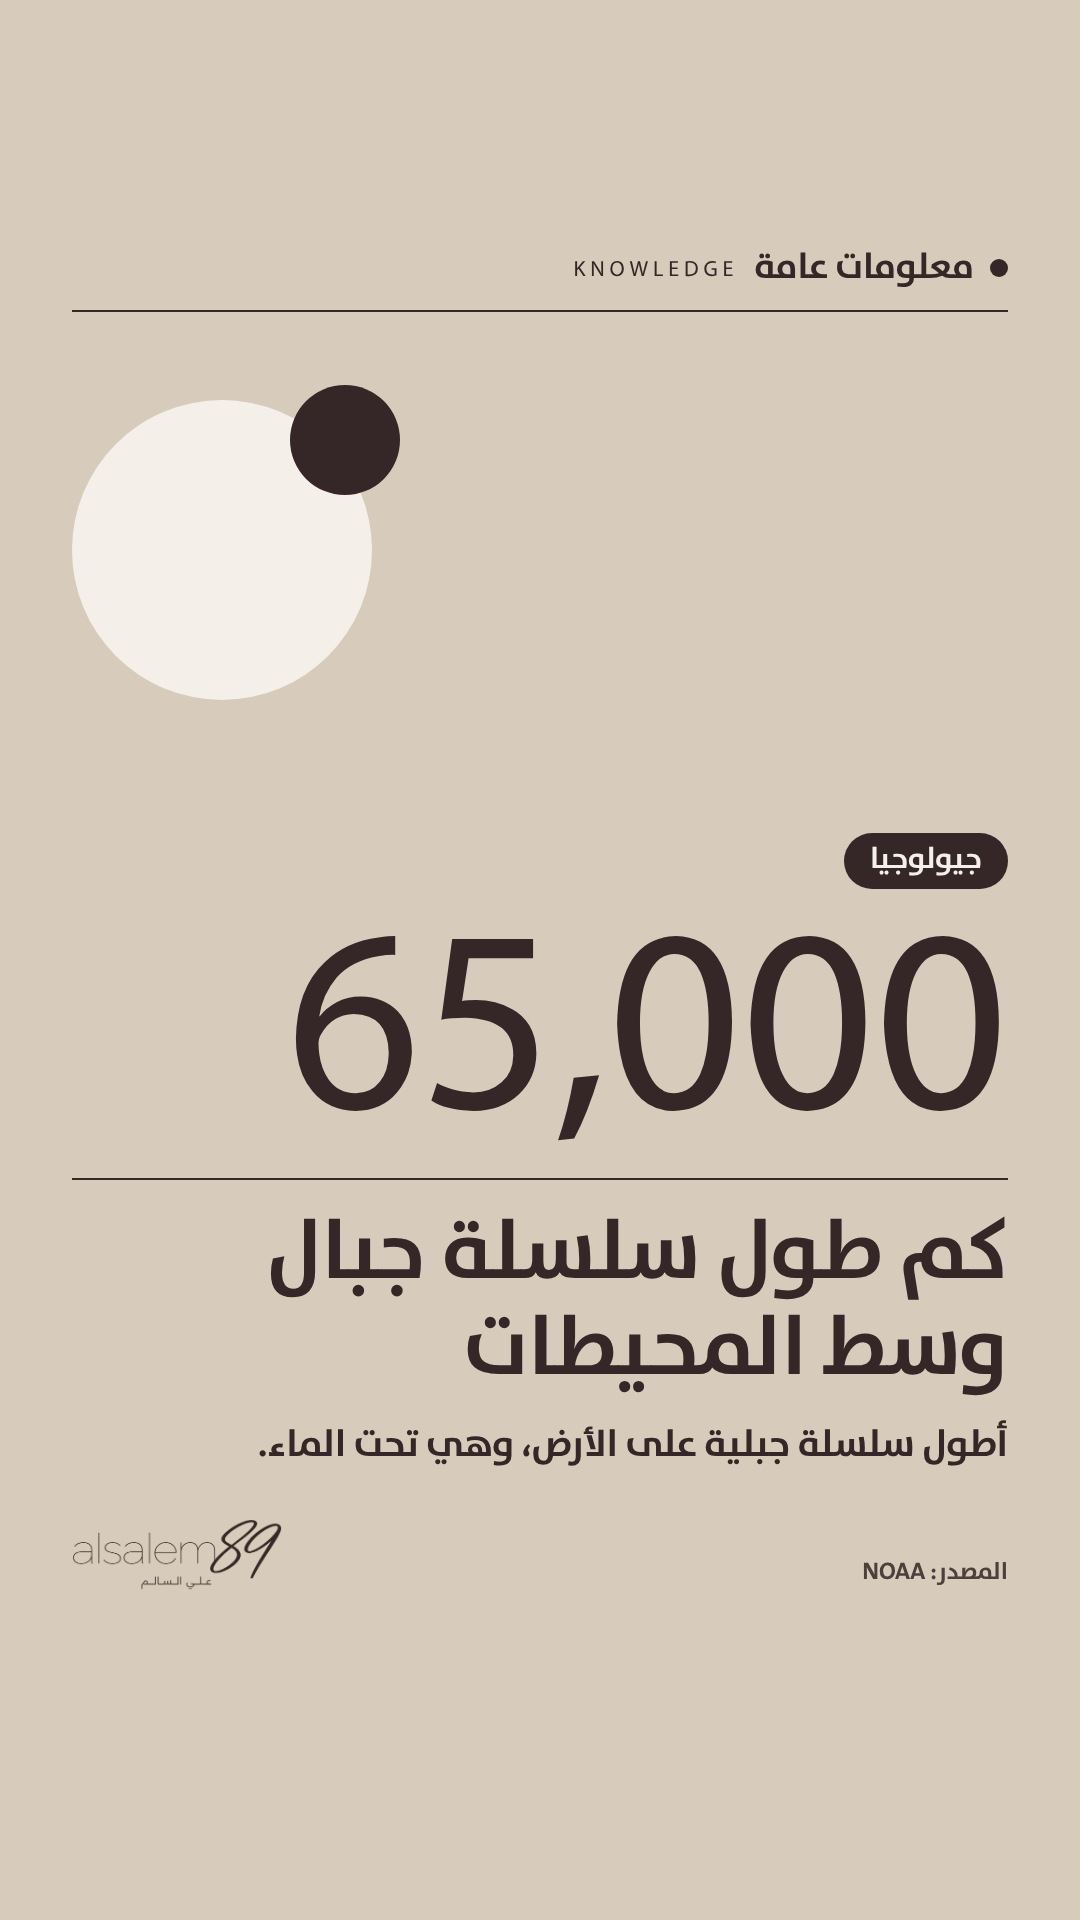 معلومات عامة KNOWLEDGE
جيولوجيا
65,000
كم طول سلسلة جبال
وسط المحيطات
أطول سلسلة جبلية على الأرض، وهي تحت الماء.
المصدر: NOAA
alsalem89
علي السالم